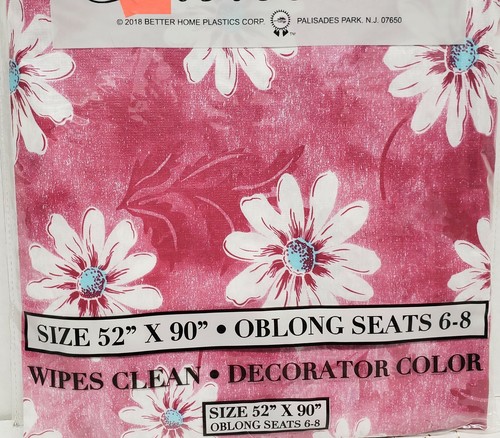 © 2018 BETTER HOME PLASTICS CORP. PALISADES PARK, N.J. 07650
TM
SIZE 52" X 90" • OBLONG SEATS 6-8
WIPES CLEAN • DECORATOR COLOR
SIZE 52" X 90"
OBLONG SEATS 6-8